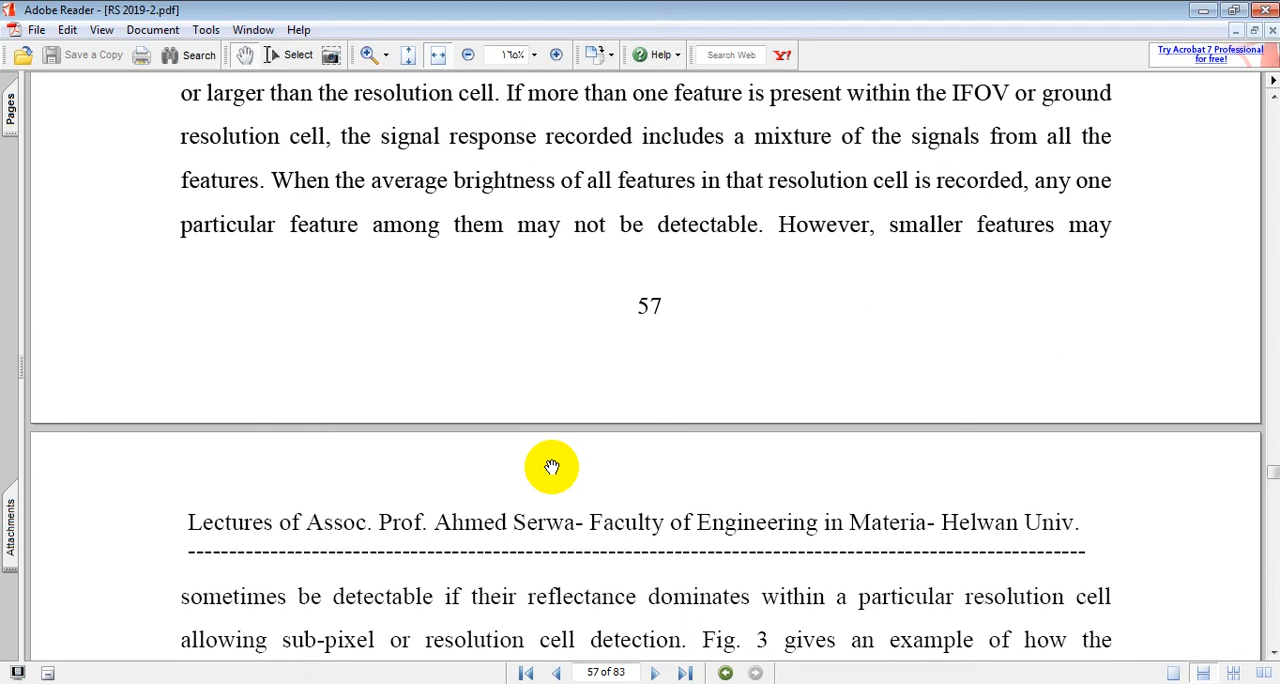 Adobe Reader - [RS 2019-2.pdf]
File Edit View Document Tools Window Help
Save a Copy Search Select ١٦٥% Help Search Web Y!
Try Acrobat 7 Professional
for free!
Pages
or larger than the resolution cell. If more than one feature is present within the IFOV or ground
resolution cell, the signal response recorded includes a mixture of the signals from all the
features. When the average brightness of all features in that resolution cell is recorded, any one
particular feature among them may not be detectable. However, smaller features may
57
Attachments
Lectures of Assoc. Prof. Ahmed Serwa- Faculty of Engineering in Materia- Helwan Univ.
-----------------------------------------------------------------------------------------------------------
sometimes be detectable if their reflectance dominates within a particular resolution cell
allowing sub-pixel or resolution cell detection. Fig. 3 gives an example of how the
57 of 83